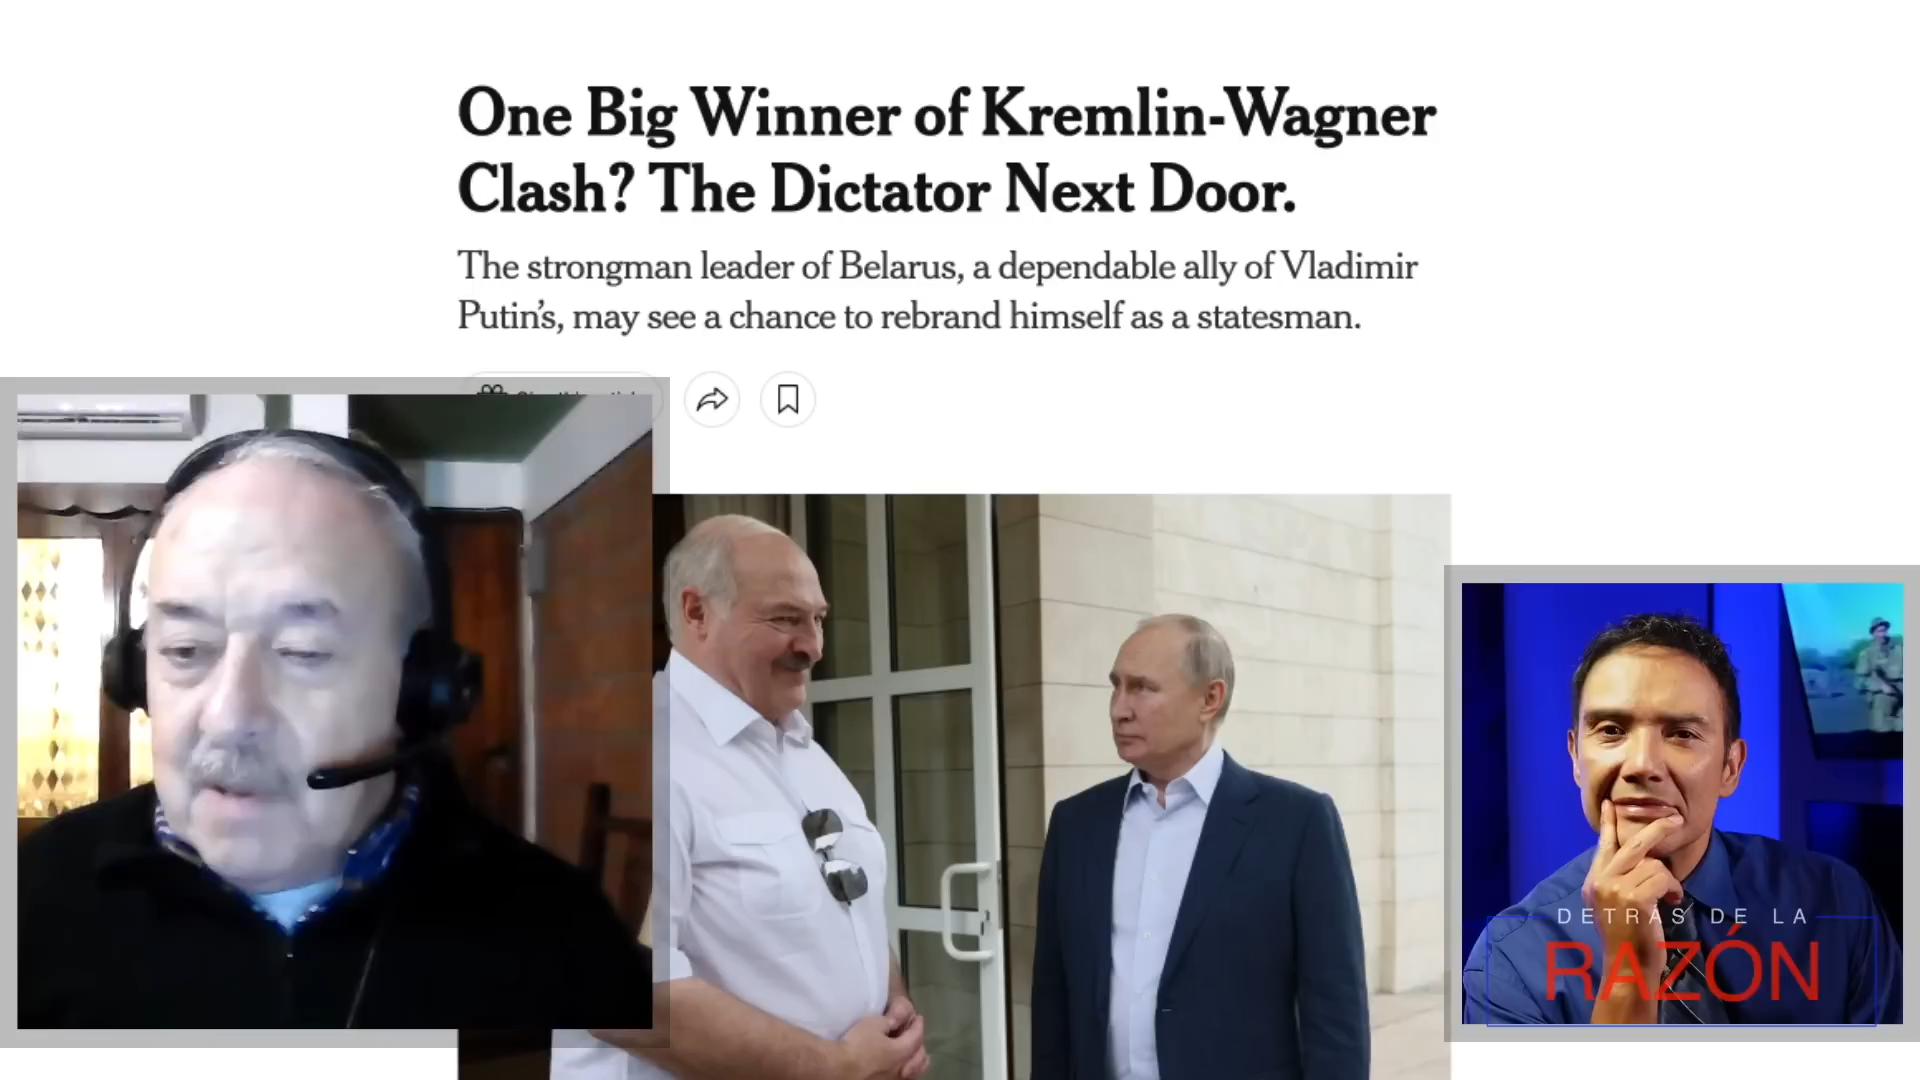 One Big Winner of Kremlin-Wagner
Clash? The Dictator Next Door.
The strongman leader of Belarus, a dependable ally of Vladimir
Putin’s, may see a chance to rebrand himself as a statesman.
DETRÁS DE LA
RAZÓN